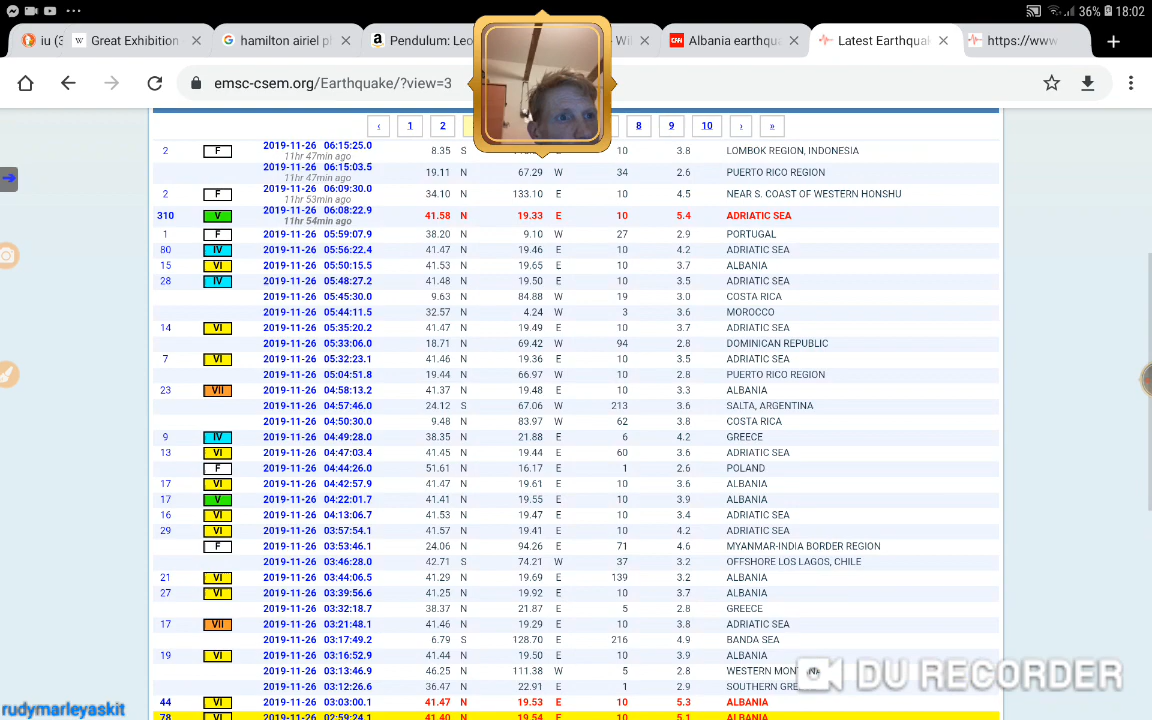 36% 18:02
iu (3 Great Exhibition hamilton airiel pl Pendulum: Leo Wil CNN Albania earthqua Latest Earthquak https://www
emsc-csem.org/Earthquake/?view=3
‹ 1 2 8 9 10 › »
2 F 2019-11-26 06:15:25.0 8.35 S 10 3.8 LOMBOK REGION, INDONESIA
11hr 47min ago
2019-11-26 06:15:03.5 19.11 N 67.29 W 34 2.6 PUERTO RICO REGION
11hr 47min ago
2 F 2019-11-26 06:09:30.0 34.10 N 133.10 E 10 4.5 NEAR S. COAST OF WESTERN HONSHU
11hr 53min ago
310 V 2019-11-26 06:08:22.9 41.58 N 19.33 E 10 5.4 ADRIATIC SEA
11hr 54min ago
1 F 2019-11-26 05:59:07.9 38.20 N 9.10 W 27 2.9 PORTUGAL
80 IV 2019-11-26 05:56:22.4 41.47 N 19.46 E 10 4.2 ADRIATIC SEA
15 VI 2019-11-26 05:50:15.5 41.53 N 19.65 E 10 3.7 ALBANIA
28 IV 2019-11-26 05:48:27.2 41.48 N 19.50 E 10 3.5 ADRIATIC SEA
2019-11-26 05:45:30.0 9.63 N 84.88 W 19 3.0 COSTA RICA
2019-11-26 05:44:11.5 32.57 N 4.24 W 3 3.6 MOROCCO
14 VI 2019-11-26 05:35:20.2 41.47 N 19.49 E 10 3.7 ADRIATIC SEA
2019-11-26 05:33:06.0 18.71 N 69.42 W 94 2.8 DOMINICAN REPUBLIC
7 VI 2019-11-26 05:32:23.1 41.46 N 19.36 E 10 3.5 ADRIATIC SEA
2019-11-26 05:04:51.8 19.44 N 66.97 W 10 2.8 PUERTO RICO REGION
23 VII 2019-11-26 04:58:13.2 41.37 N 19.48 E 10 3.3 ALBANIA
2019-11-26 04:57:46.0 24.12 S 67.06 W 213 3.6 SALTA, ARGENTINA
2019-11-26 04:50:30.0 9.48 N 83.97 W 62 3.8 COSTA RICA
9 IV 2019-11-26 04:49:28.0 38.35 N 21.88 E 6 4.2 GREECE
13 VI 2019-11-26 04:47:03.4 41.45 N 19.44 E 60 3.6 ADRIATIC SEA
F 2019-11-26 04:44:26.0 51.61 N 16.17 E 1 2.6 POLAND
17 VI 2019-11-26 04:42:57.9 41.47 N 19.61 E 10 3.6 ALBANIA
17 V 2019-11-26 04:22:01.7 41.41 N 19.55 E 10 3.9 ALBANIA
16 VI 2019-11-26 04:13:06.7 41.53 N 19.47 E 10 3.4 ADRIATIC SEA
29 VI 2019-11-26 03:57:54.1 41.57 N 19.41 E 10 4.2 ADRIATIC SEA
F 2019-11-26 03:53:46.1 24.06 N 94.26 E 71 4.6 MYANMAR-INDIA BORDER REGION
2019-11-26 03:46:28.0 42.71 S 74.21 W 37 3.2 OFFSHORE LOS LAGOS, CHILE
21 VI 2019-11-26 03:44:06.5 41.29 N 19.69 E 139 3.2 ALBANIA
27 VI 2019-11-26 03:39:56.6 41.25 N 19.92 E 10 3.7 ALBANIA
2019-11-26 03:32:18.7 38.37 N 21.87 E 5 2.8 GREECE
17 VII 2019-11-26 03:21:48.1 41.46 N 19.29 E 10 3.8 ADRIATIC SEA
2019-11-26 03:17:49.2 6.79 S 128.70 E 216 4.9 BANDA SEA
19 VI 2019-11-26 03:16:52.9 41.44 N 19.50 E 10 3.9 ALBANIA
2019-11-26 03:13:46.9 46.25 N 111.38 W 5 2.8 WESTERN MONTANA
2019-11-26 03:12:26.6 36.47 N 22.91 E 1 2.9 SOUTHERN GRE
44 VI 2019-11-26 03:03:00.1 41.47 N 19.53 E 10 5.3 ALBANIA
78 VI 2019-11-26 02:59:24.1 41.40 N 19.54 E 10 5.1 ALBANIA
DU RECORDER
rudymarleyaskit